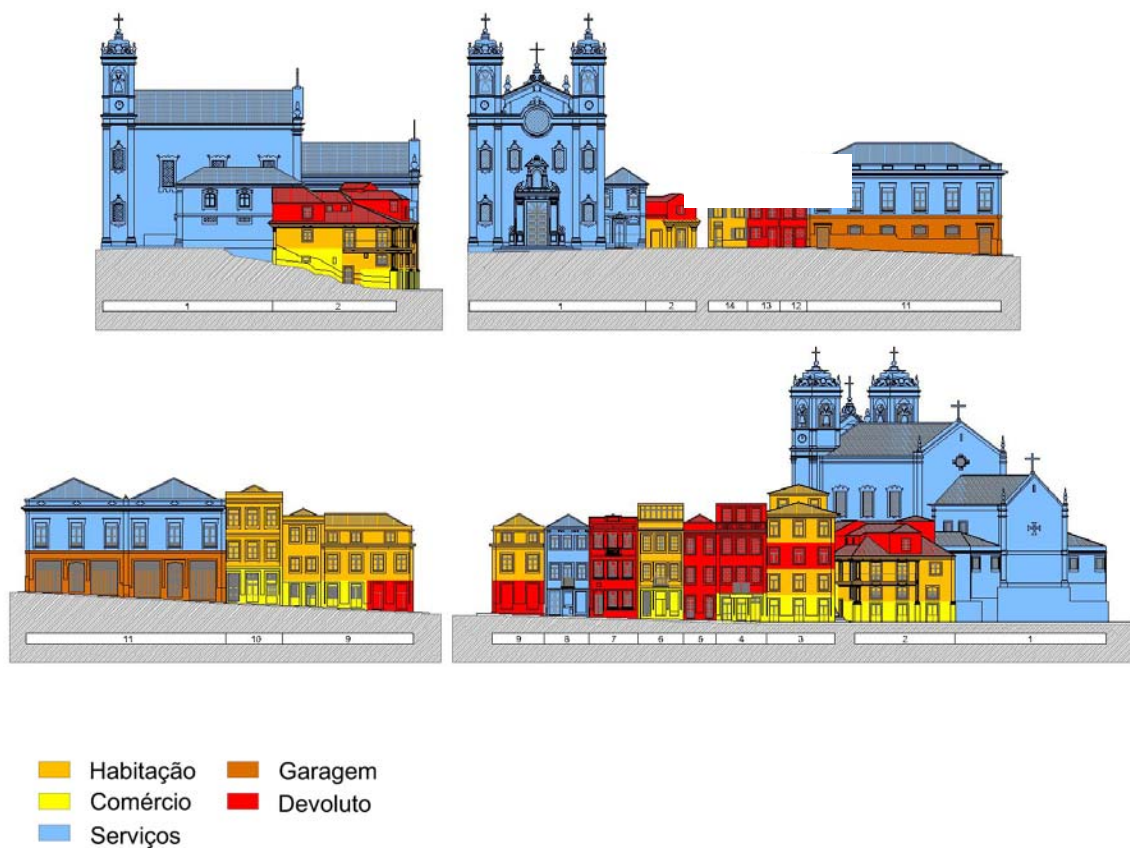 1 2
1 2 14 13 12 11
11 10 9
9 8 7 6 5 4 3 2 1
Habitação Garagem
Comércio Devoluto
Serviços